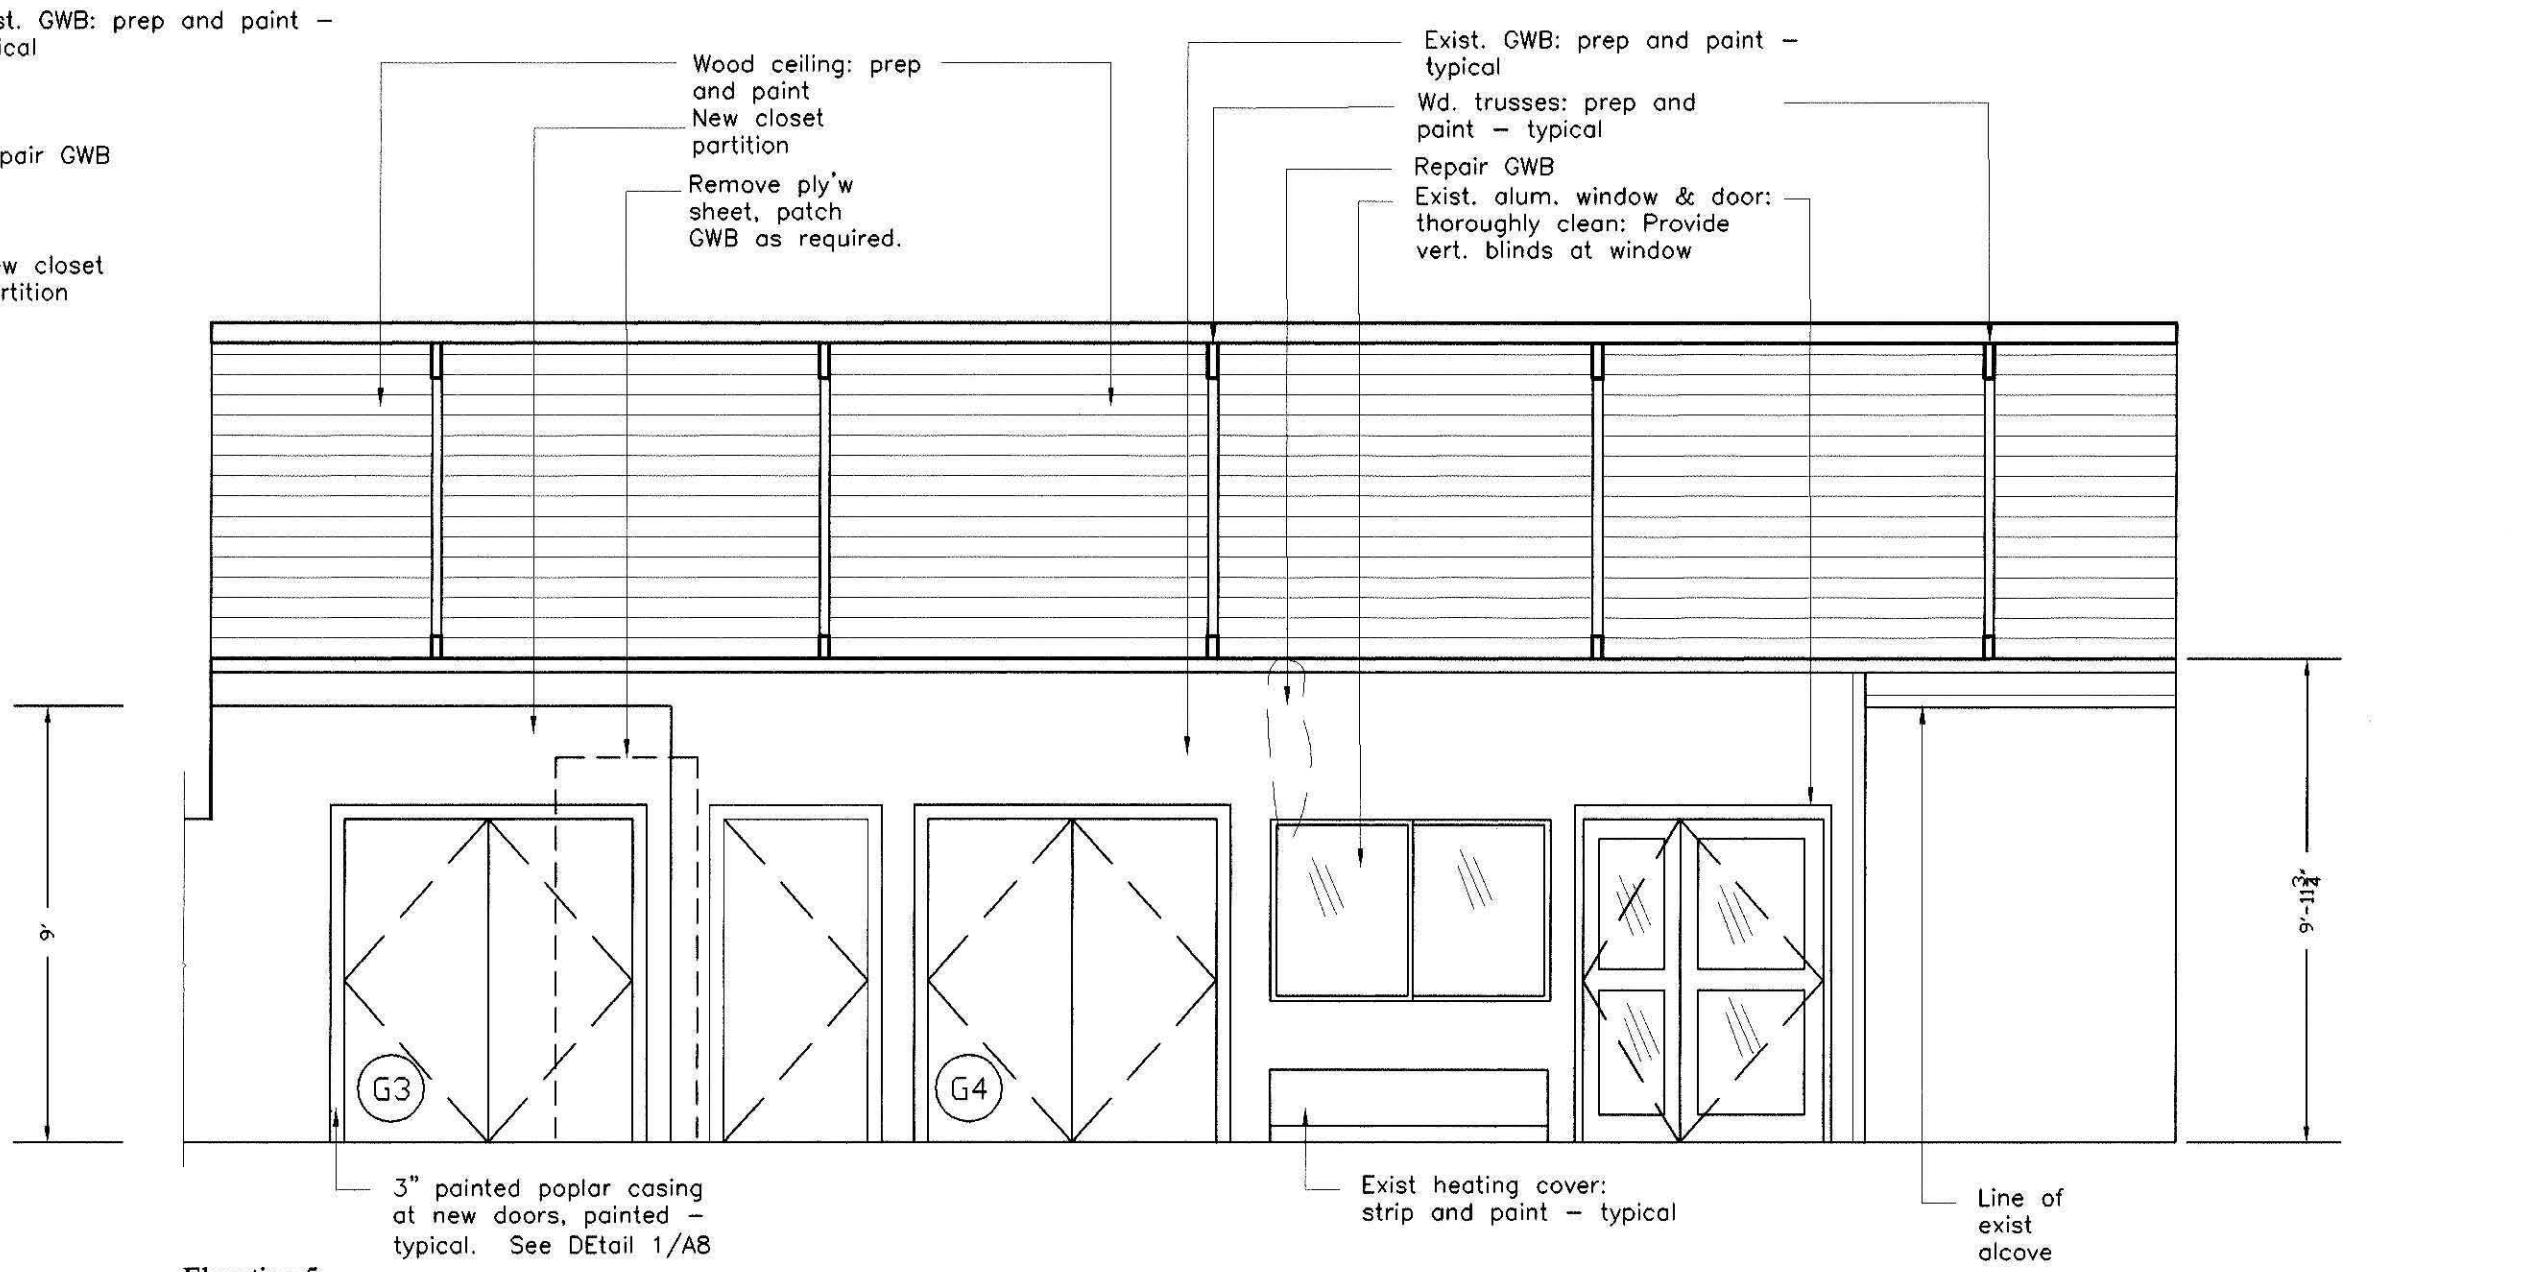 st. GWB: prep and paint –
ical
pair GWB
w closet
rtition
Wood ceiling: prep
and paint
New closet
partition
Remove ply'w
sheet, patch
GWB as required.
Exist. GWB: prep and paint –
typical
Wd. trusses: prep and
paint – typical
Repair GWB
Exist. alum. window & door:
thoroughly clean: Provide
vert. blinds at window
9'
9'-11 3/4"
G3
G4
3" painted poplar casing
at new doors, painted –
typical. See DEtail 1/A8
Exist heating cover:
strip and paint – typical
Line of
exist
alcove